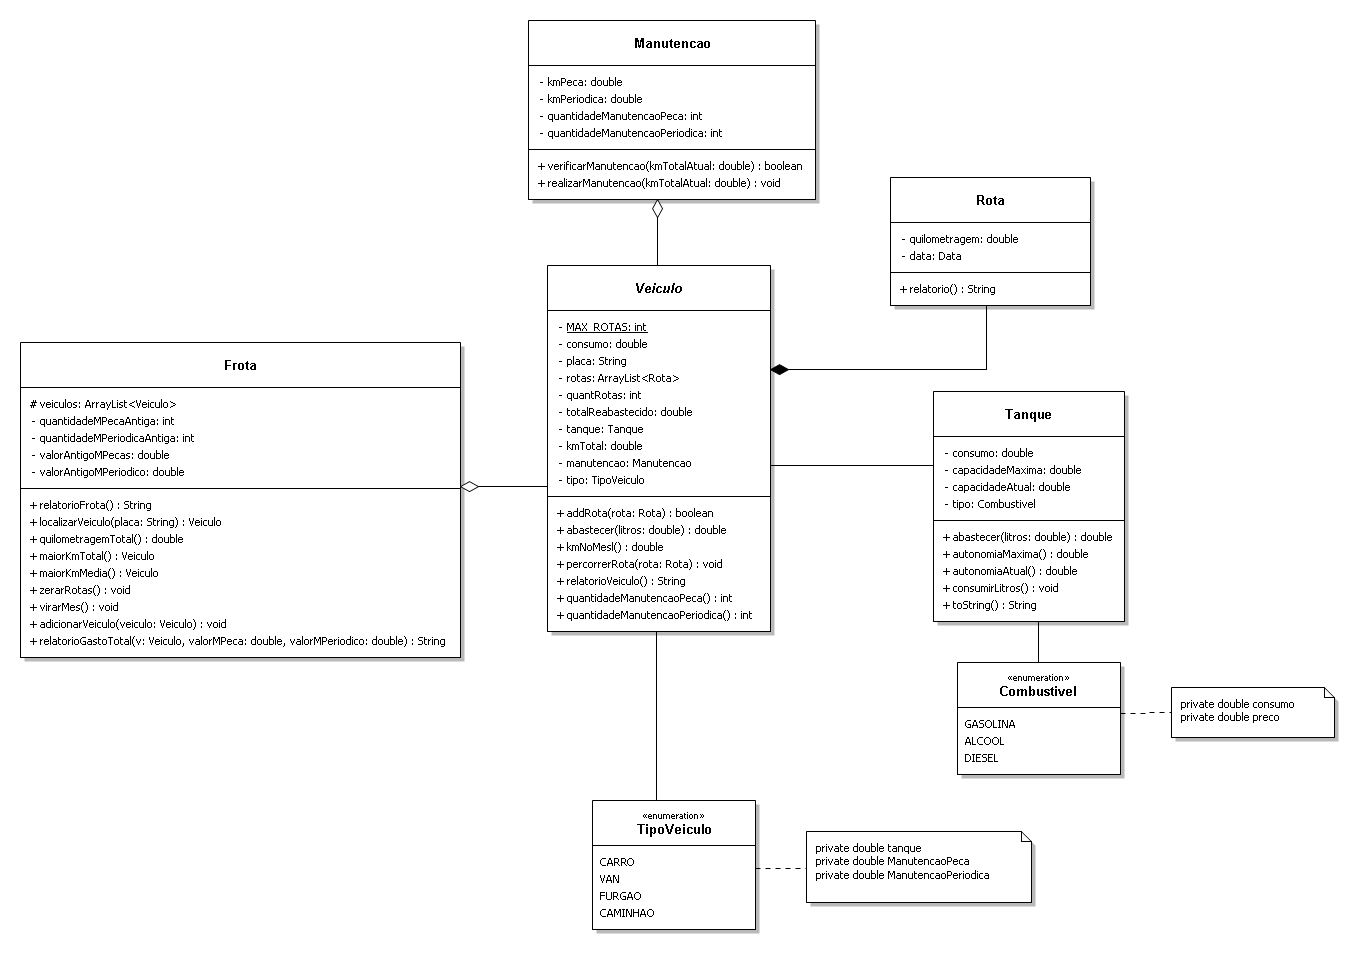 Manutencao
- kmPeca: double
- kmPeriodica: double
- quantidadeManutencaoPeca: int
- quantidadeManutencaoPeriodica: int
+ verificarManutencao(kmTotalAtual: double) : boolean
+ realizarManutencao(kmTotalAtual: double) : void
Rota
- quilometragem: double
- data: Data
+ relatorio() : String
Veiculo
- MAX_ROTAS: int
- consumo: double
- placa: String
- rotas: ArrayList<Rota>
- quantRotas: int
- totalReabastecido: double
- tanque: Tanque
- kmTotal: double
- manutencao: Manutencao
- tipo: TipoVeiculo
+ addRota(rota: Rota) : boolean
+ abastecer(litros: double) : double
+ kmNoMesl() : double
+ percorrerRota(rota: Rota) : void
+ relatorioVeiculo() : String
+ quantidadeManutencaoPeca() : int
+ quantidadeManutencaoPeriodica() : int
Frota
# veiculos: ArrayList<Veiculo>
- quantidadeMPecaAntiga: int
- quantidadeMPeriodicaAntiga: int
- valorAntigoMPecas: double
- valorAntigoMPeriodico: double
+ relatorioFrota() : String
+ localizarVeiculo(placa: String) : Veiculo
+ quilometragemTotal() : double
+ maiorKmTotal() : Veiculo
+ maiorKmMedia() : Veiculo
+ zerarRotas() : void
+ virarMes() : void
+ adicionarVeiculo(veiculo: Veiculo) : void
+ relatorioGastoTotal(v: Veiculo, valorMPeca: double, valorMPeriodico: double) : String
Tanque
- consumo: double
- capacidadeMaxima: double
- capacidadeAtual: double
- tipo: Combustivel
+ abastecer(litros: double) : double
+ autonomiaMaxima() : double
+ autonomiaAtual() : double
+ consumirLitros() : void
+ toString() : String
«enumeration»
Combustivel
GASOLINA
ALCOOL
DIESEL
private double consumo
private double preco
«enumeration»
TipoVeiculo
CARRO
VAN
FURGAO
CAMINHAO
private double tanque
private double ManutencaoPeca
private double ManutencaoPeriodica